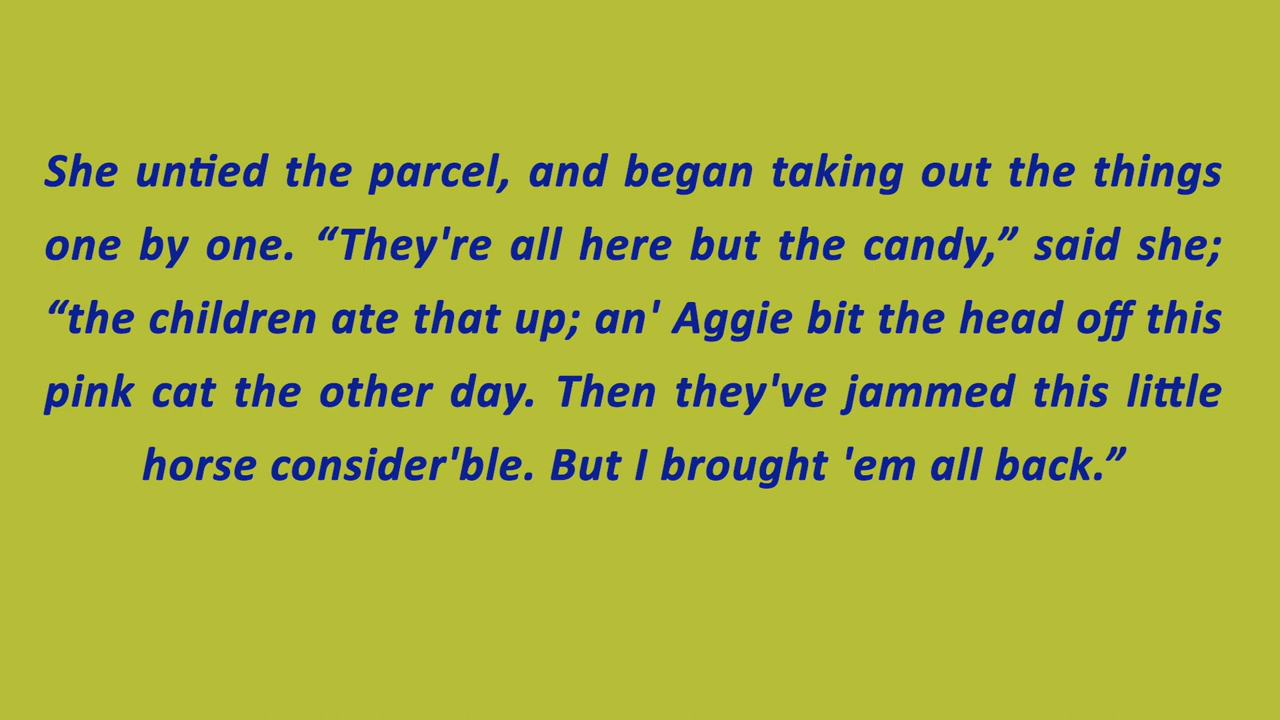 She untied the parcel, and began taking out the things
one by one. “They're all here but the candy,” said she;
“the children ate that up; an' Aggie bit the head off this
pink cat the other day. Then they've jammed this little
horse consider'ble. But I brought 'em all back.”